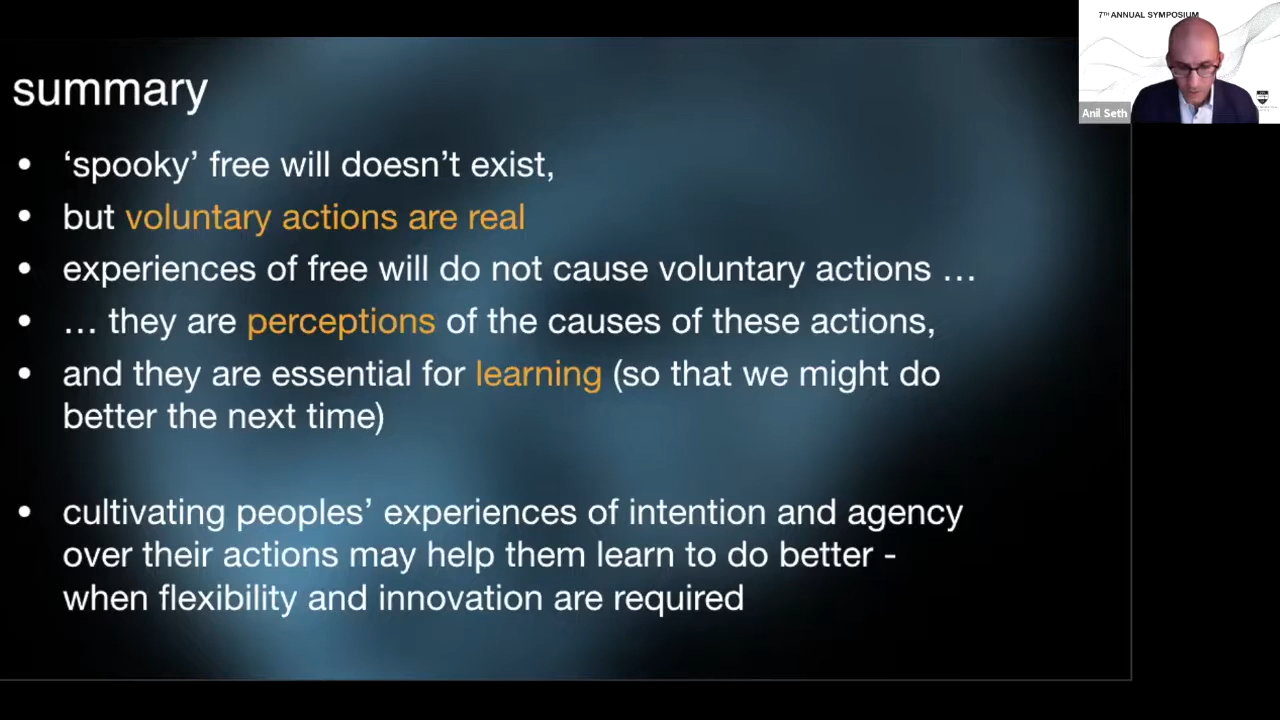 summary
• ‘spooky’ free will doesn’t exist,
• but voluntary actions are real
• experiences of free will do not cause voluntary actions …
• … they are perceptions of the causes of these actions,
• and they are essential for learning (so that we might do
better the next time)
• cultivating peoples’ experiences of intention and agency
over their actions may help them learn to do better -
when flexibility and innovation are required
7TH ANNUAL SYMPOSIUM
Anil Seth